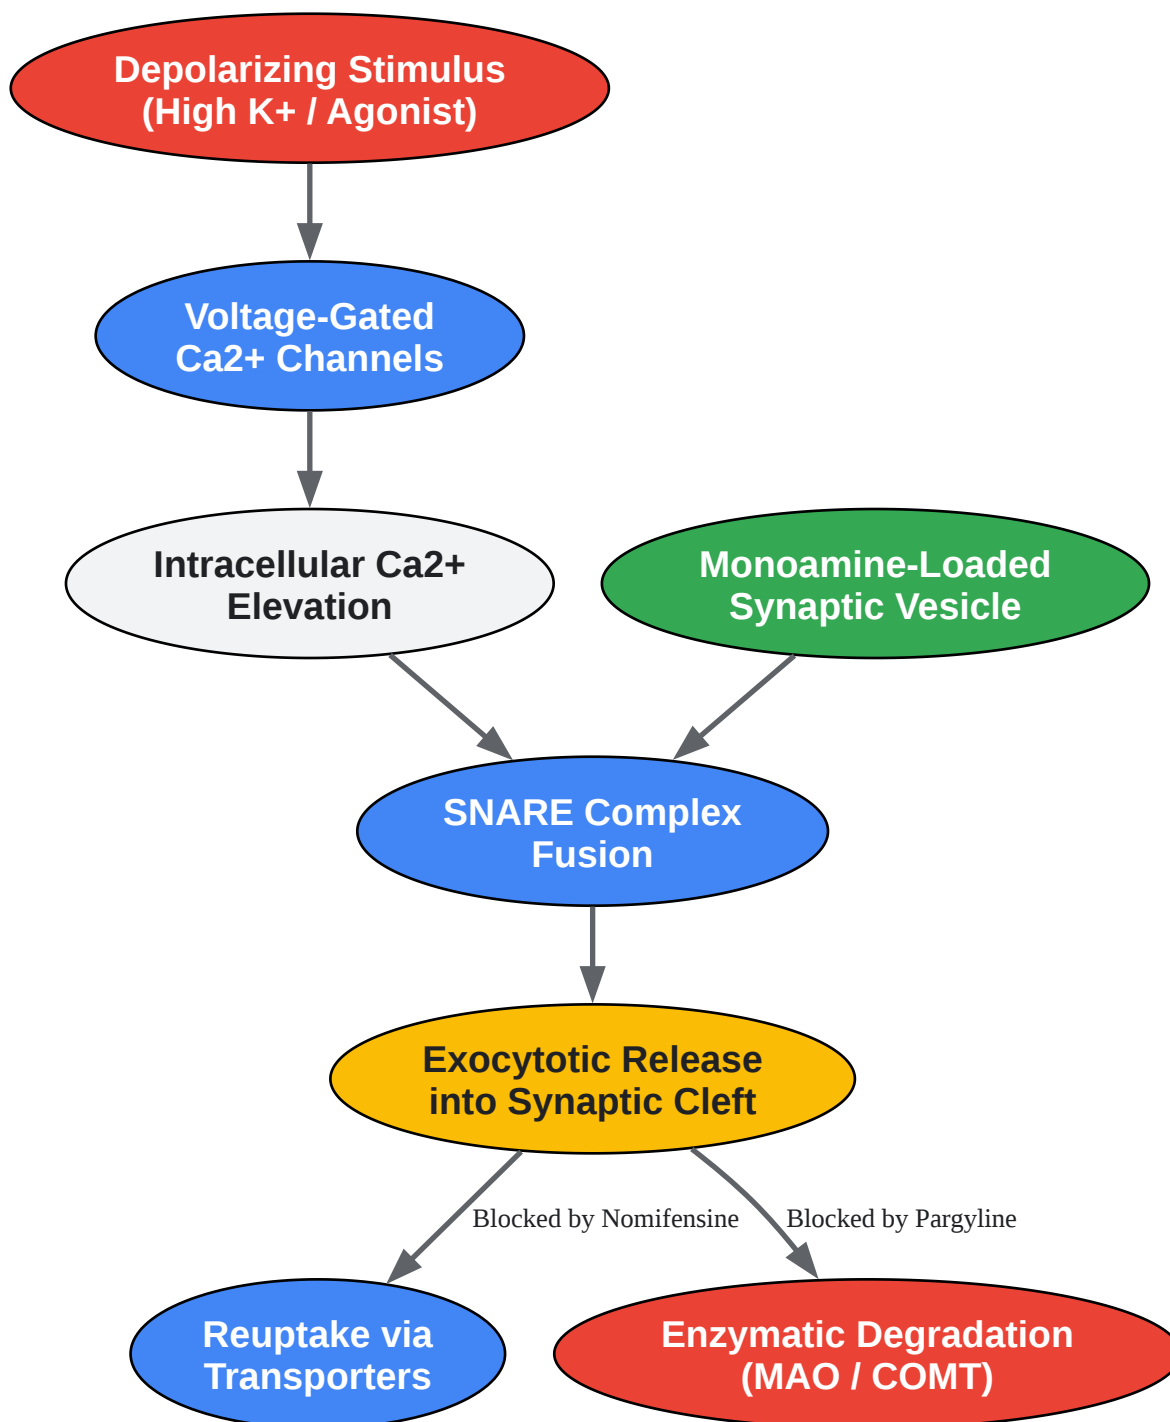 Depolarizing Stimulus
(High K+ / Agonist)
Voltage-Gated
Ca2+ Channels
Intracellular Ca2+
Elevation
Monoamine-Loaded
Synaptic Vesicle
SNARE Complex
Fusion
Exocytotic Release
into Synaptic Cleft
Blocked by Nomifensine
Blocked by Pargyline
Reuptake via
Transporters
Enzymatic Degradation
(MAO / COMT)